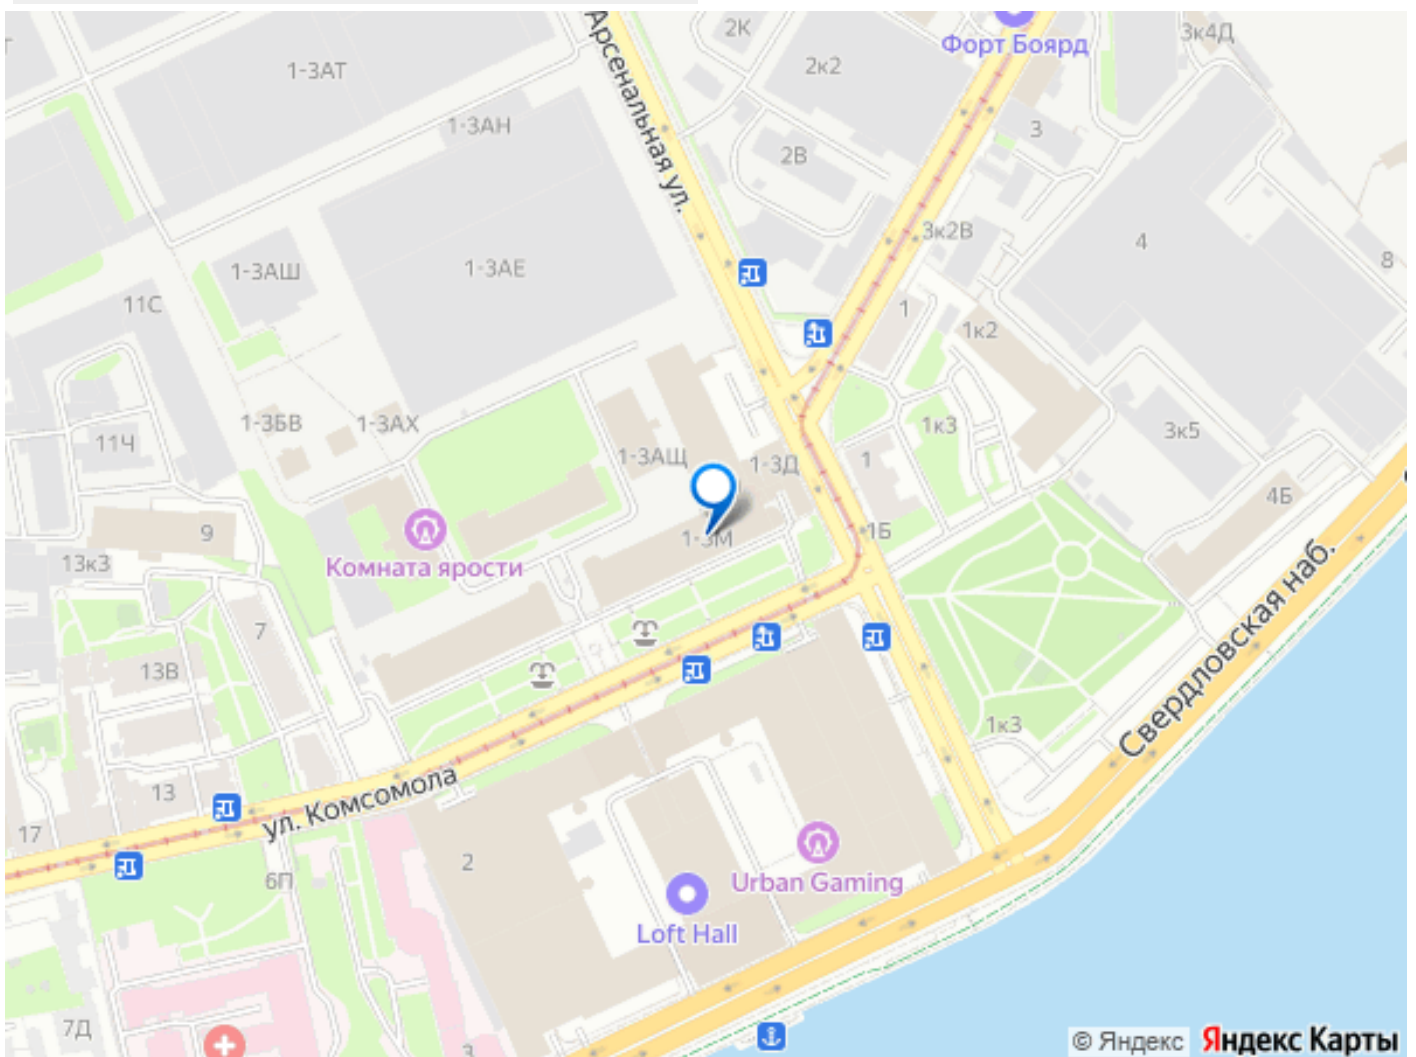 2К
Форт Боярд
3к4Д
1-3АТ
2к2
Арсенальная ул.
1-3АН
3
2В
3к2В
4
8
1-3АШ
1-3АЕ
11С
1
1к2
1-3БВ
1-3АХ
1к3
3к5
11Ч
1-3АЩ
1-3Д
1
4Б
9
1-3М
1Б
13к3
Комната ярости
Свердловская наб.
7
13В
1к3
13
ул. Комсомола
17
2
6П
Urban Gaming
Loft Hall
7Д
3
© Яндекс Яндекс Карты